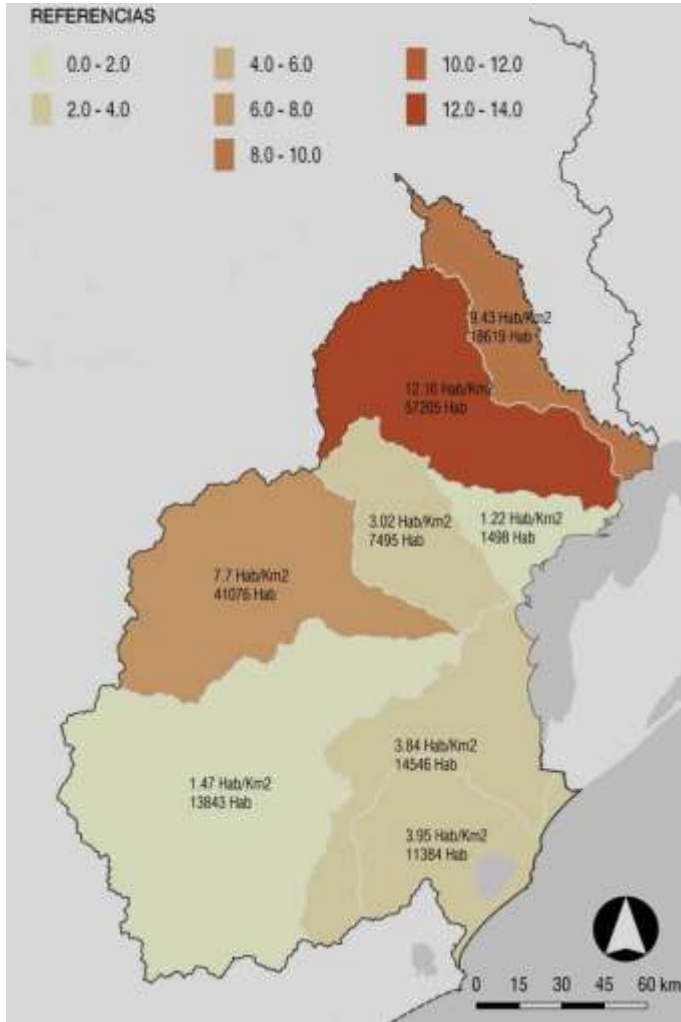 REFERENCIAS
0.0 - 2.0
2.0 - 4.0
4.0 - 6.0
6.0 - 8.0
8.0 - 10.0
10.0 - 12.0
12.0 - 14.0
9.43 Hab/Km2
18619 Hab
12.16 Hab/Km2
57205 Hab
3.02 Hab/Km2
7495 Hab
1.22 Hab/Km2
1498 Hab
7.7 Hab/Km2
41076 Hab
3.84 Hab/Km2
14546 Hab
1.47 Hab/Km2
13843 Hab
3.95 Hab/Km2
11384 Hab
0 15 30 45 60 km